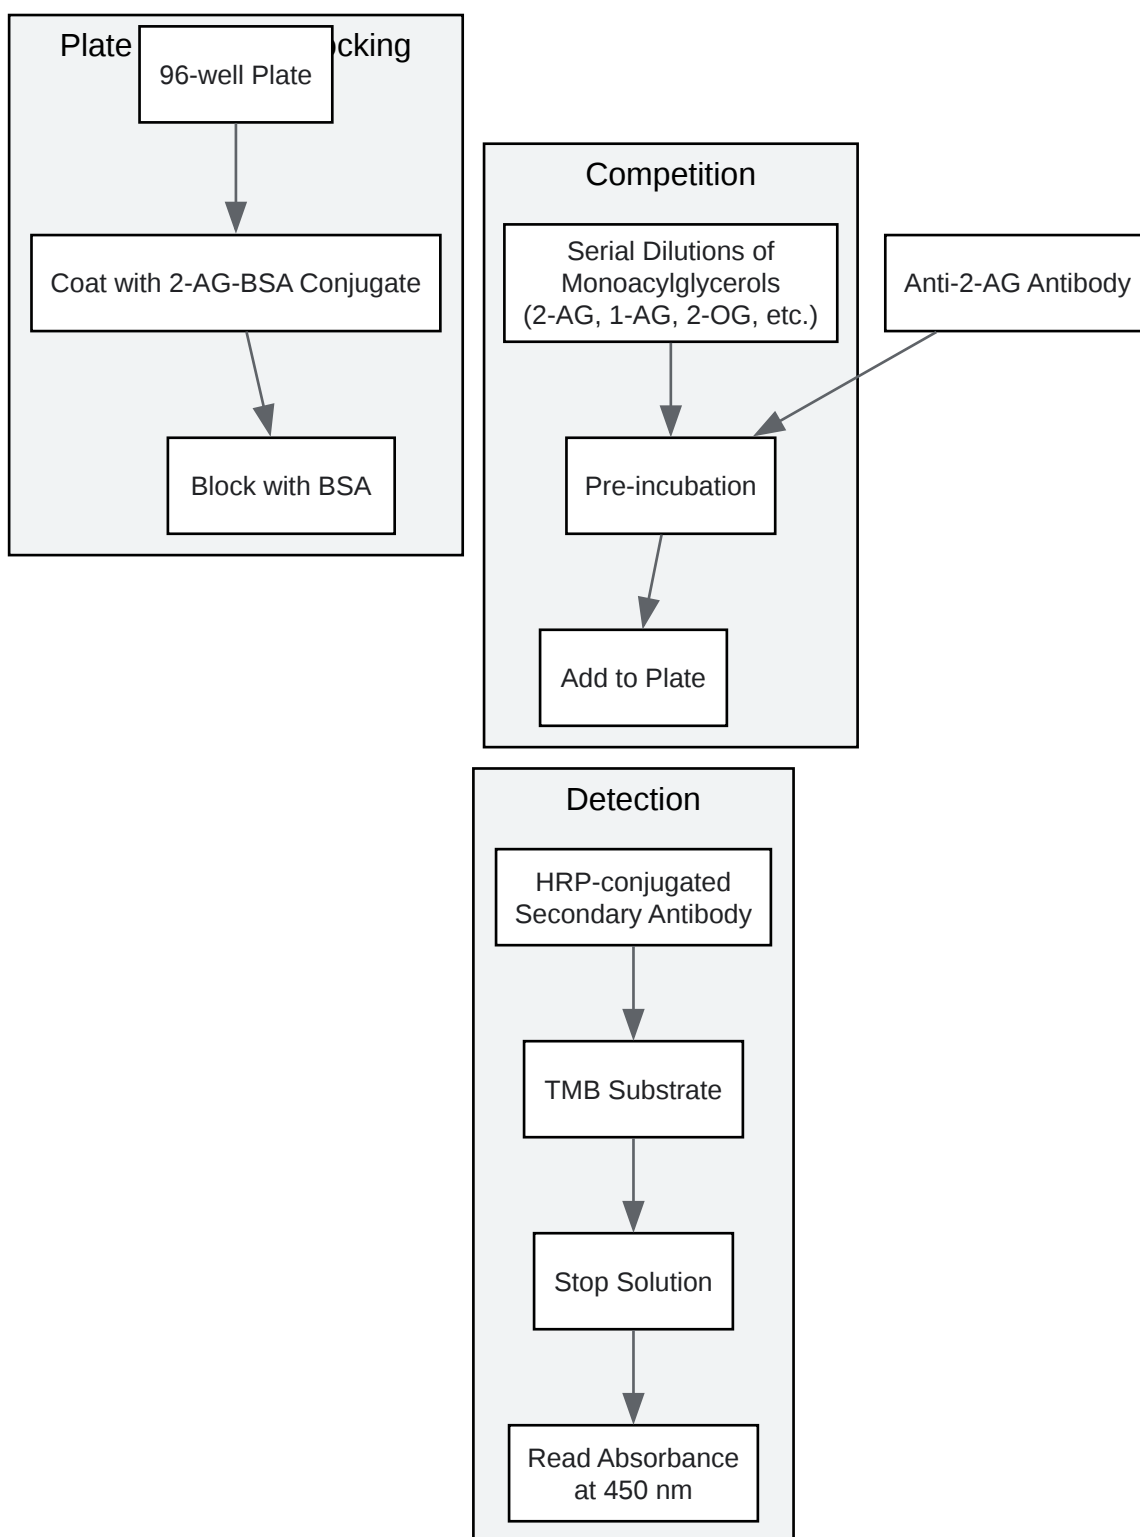 Plate
96-well Plate
Coat with 2-AG-BSA Conjugate
Block with BSA
Competition
Serial Dilutions of
Monoacylglycerols
(2-AG, 1-AG, 2-OG, etc.)
Anti-2-AG Antibody
Pre-incubation
Add to Plate
Detection
HRP-conjugated
Secondary Antibody
TMB Substrate
Stop Solution
Read Absorbance
at 450 nm